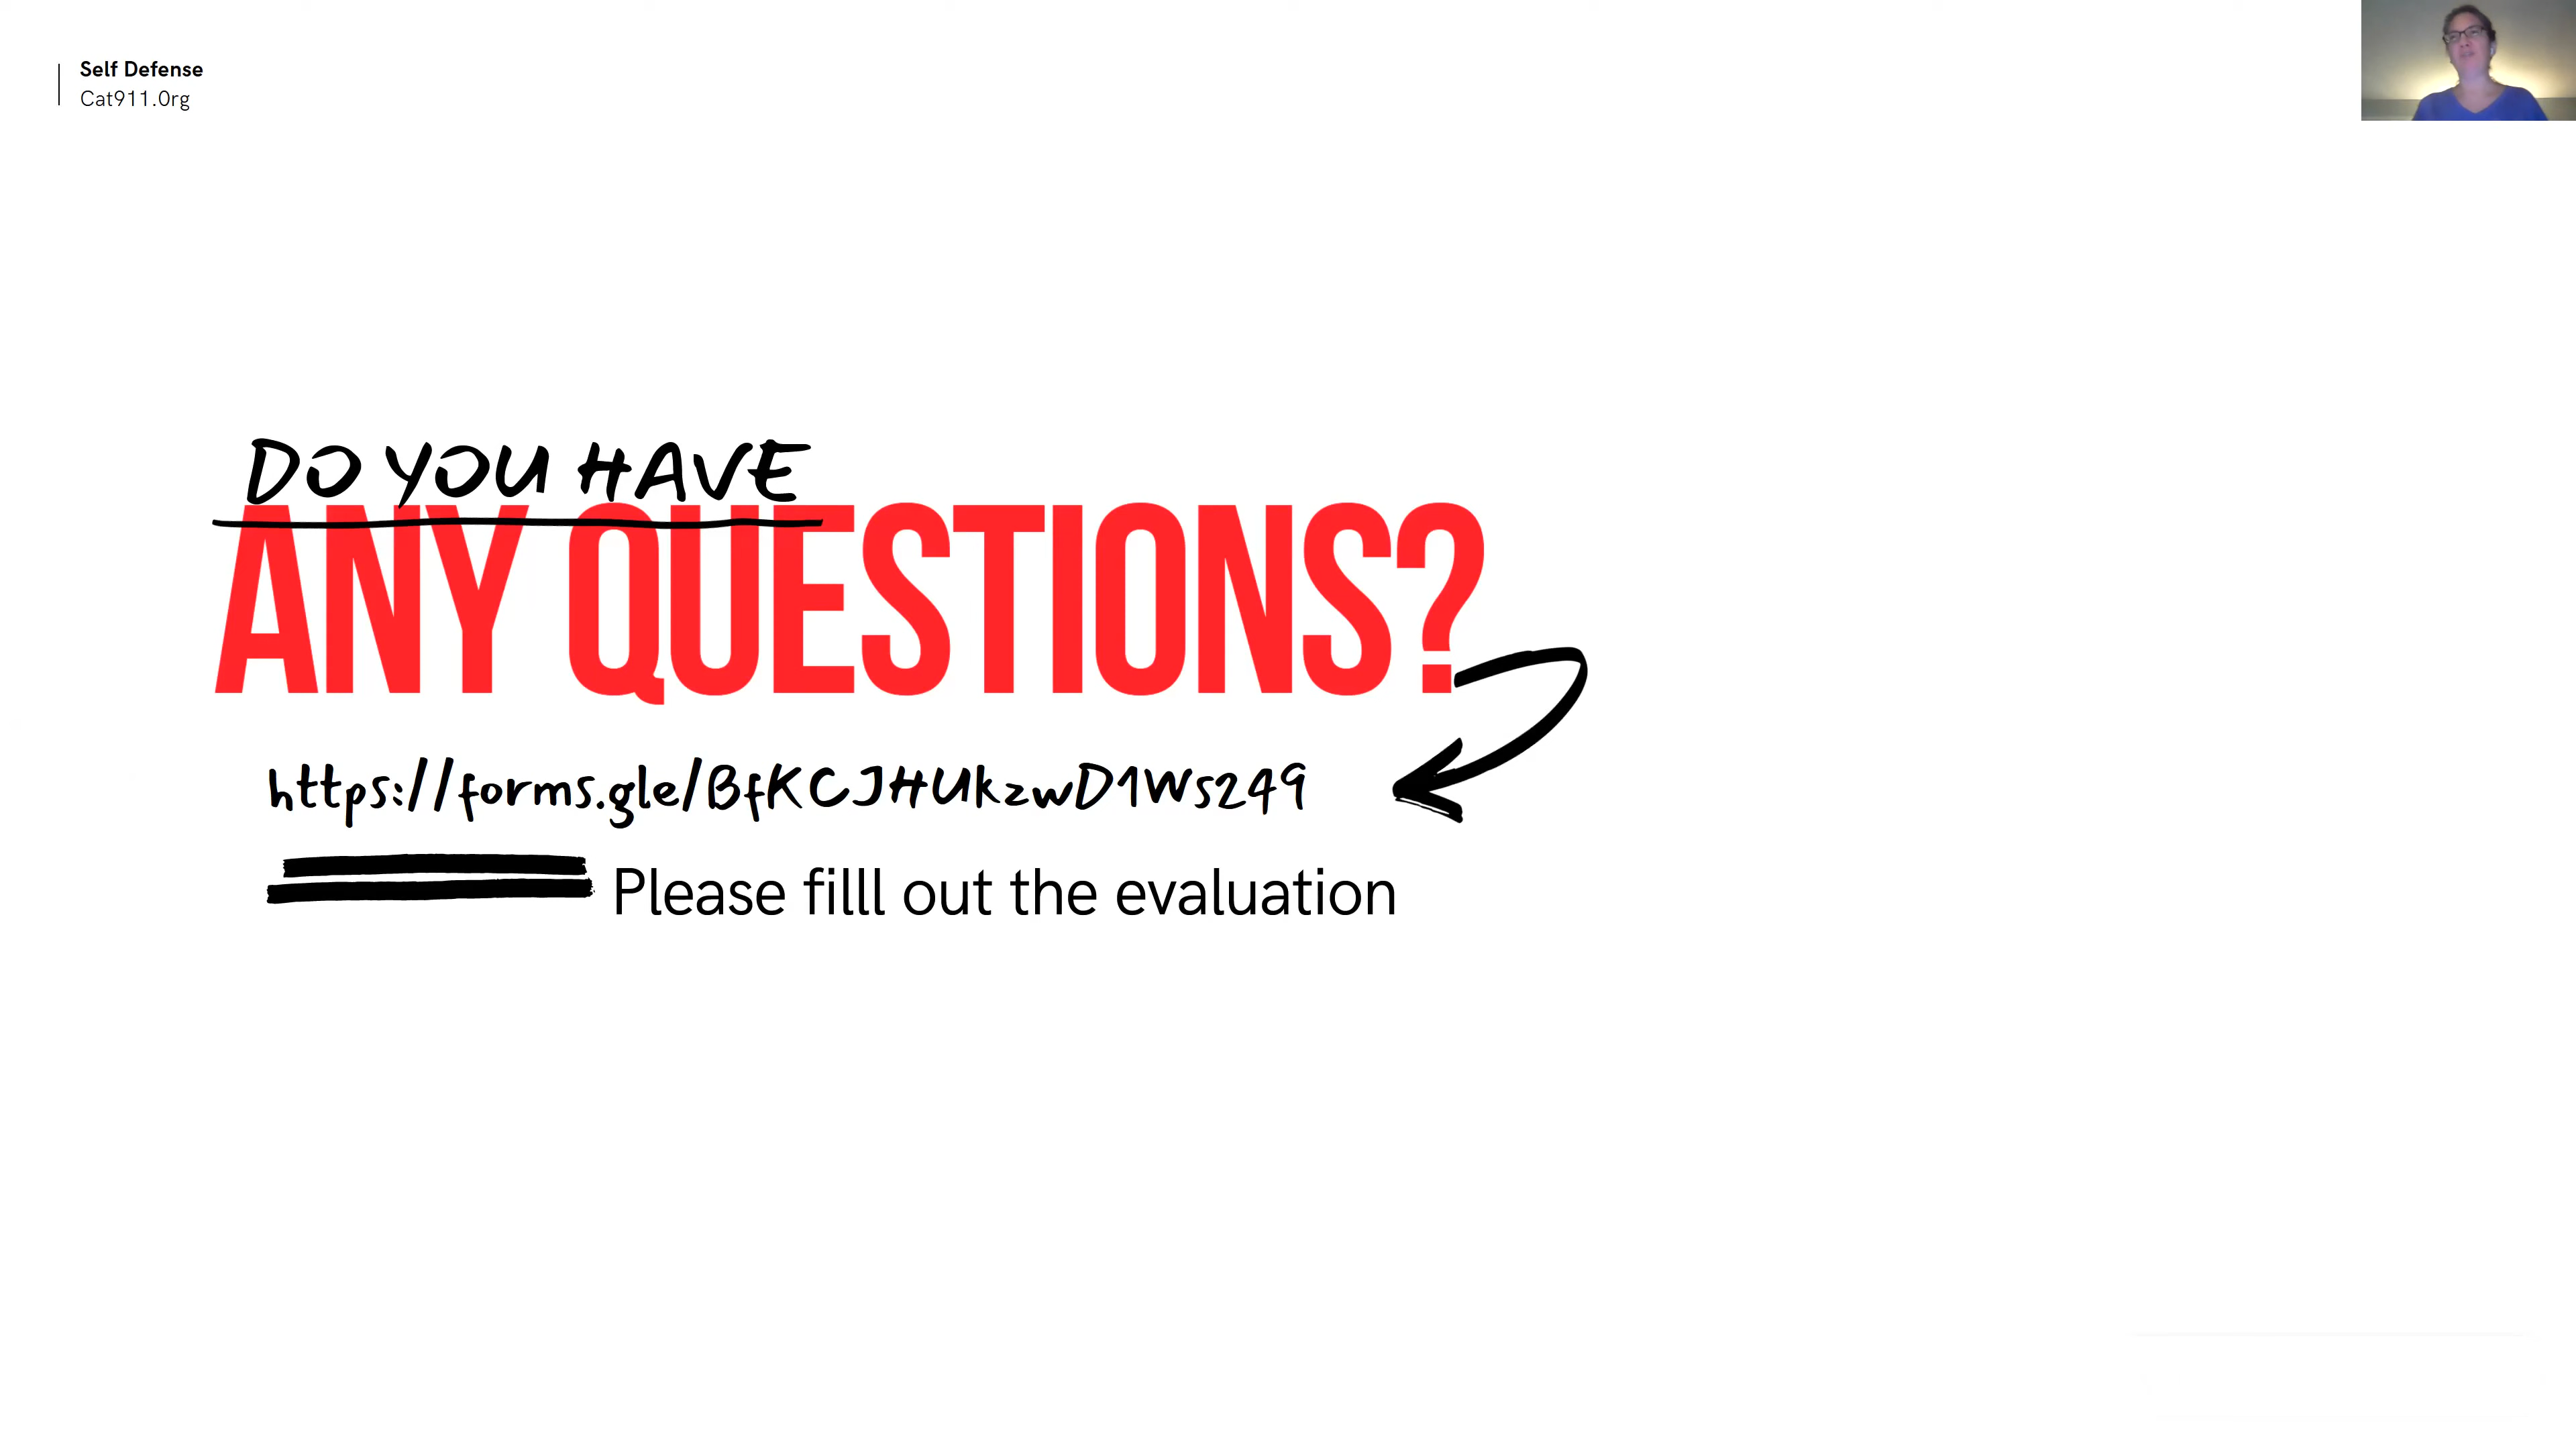 Self Defense
Cat911.0rg
DO YOU HAVE
ANY QUESTIONS?
https://forms.gle/BfKCJHUkzwD1Ws249
Please filll out the evaluation